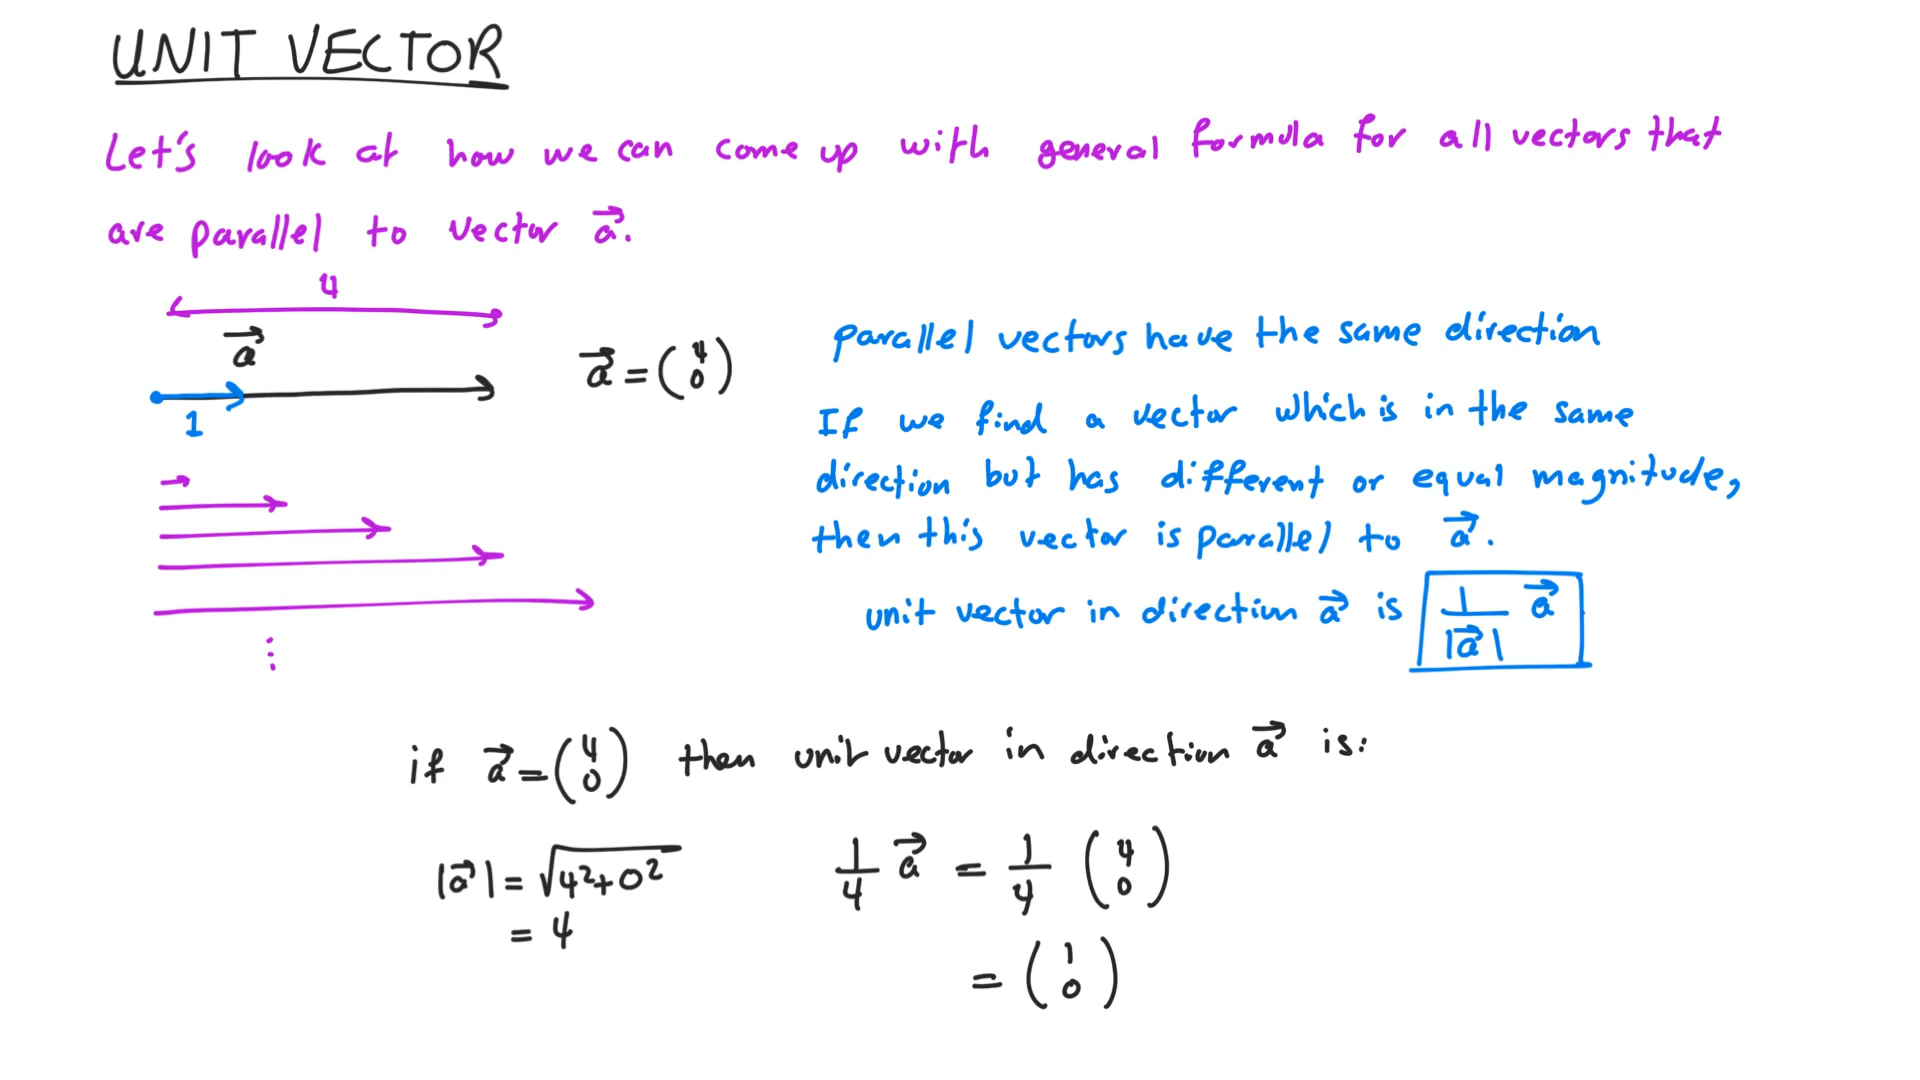 UNIT VECTOR
Let's look at how we can come up with general formula for all vectors that
are parallel to vector a⃗.
4
a⃗
1
a⃗ = (4 0)
parallel vectors have the same direction
If we find a vector which is in the same
direction but has different or equal magnitude,
then this vector is parallel to a⃗.
unit vector in direction a⃗ is 1/|a⃗| a⃗
⋮
if a⃗ = (4 0) then unit vector in direction a⃗ is:
|a⃗| = √4²+0²
= 4
1/4 a⃗ = 1/4 (4 0)
= (1 0)